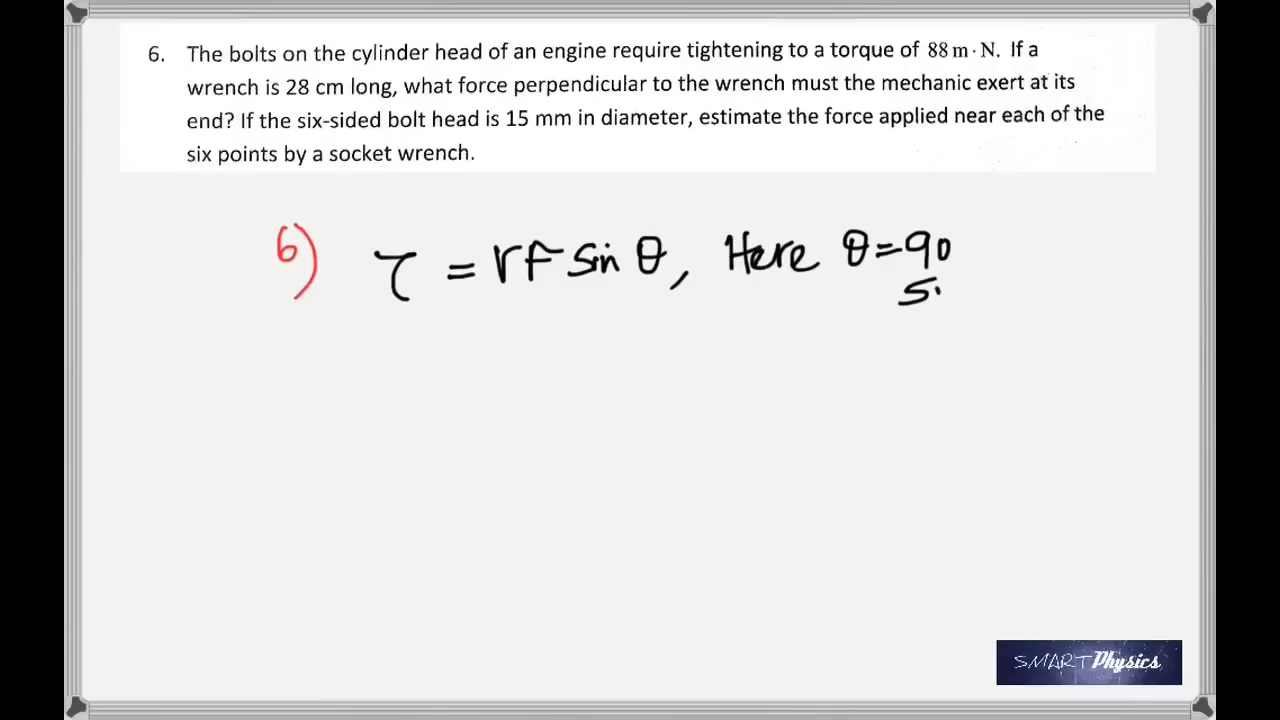 6. The bolts on the cylinder head of an engine require tightening to a torque of 88 m · N. If a
wrench is 28 cm long, what force perpendicular to the wrench must the mechanic exert at its
end? If the six-sided bolt head is 15 mm in diameter, estimate the force applied near each of the
six points by a socket wrench.
6) τ = rF sin θ, Here θ = 90
si
SMART Physics